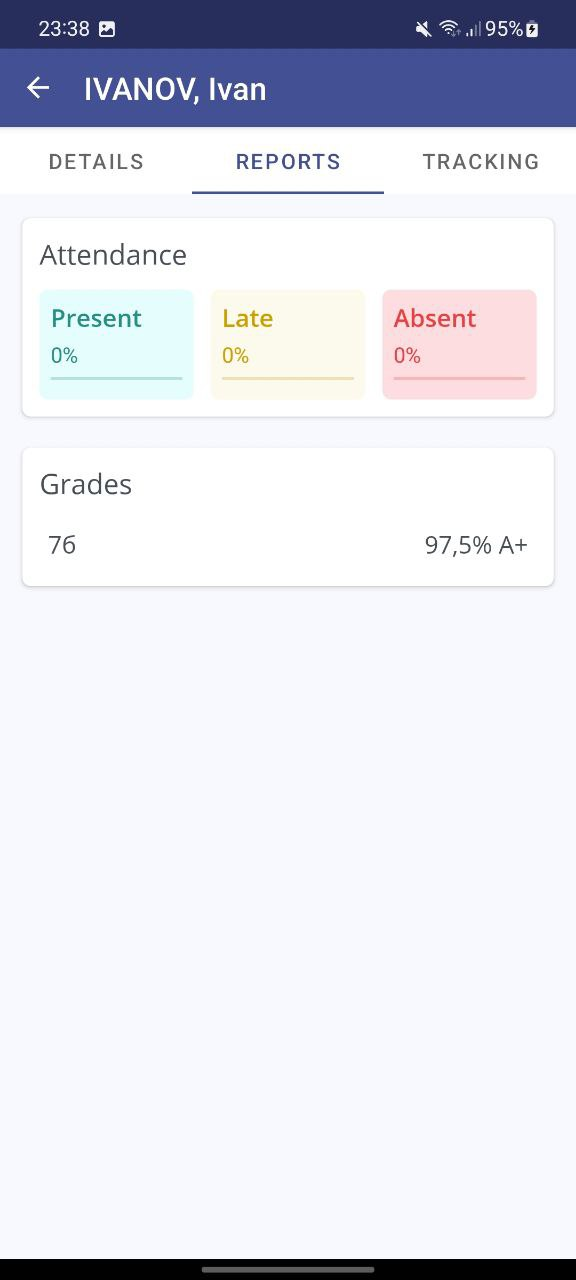 23:38 95%
IVANOV, Ivan
DETAILS REPORTS TRACKING
Attendance
Present Late Absent
0% 0% 0%
Grades
76 97,5% A+